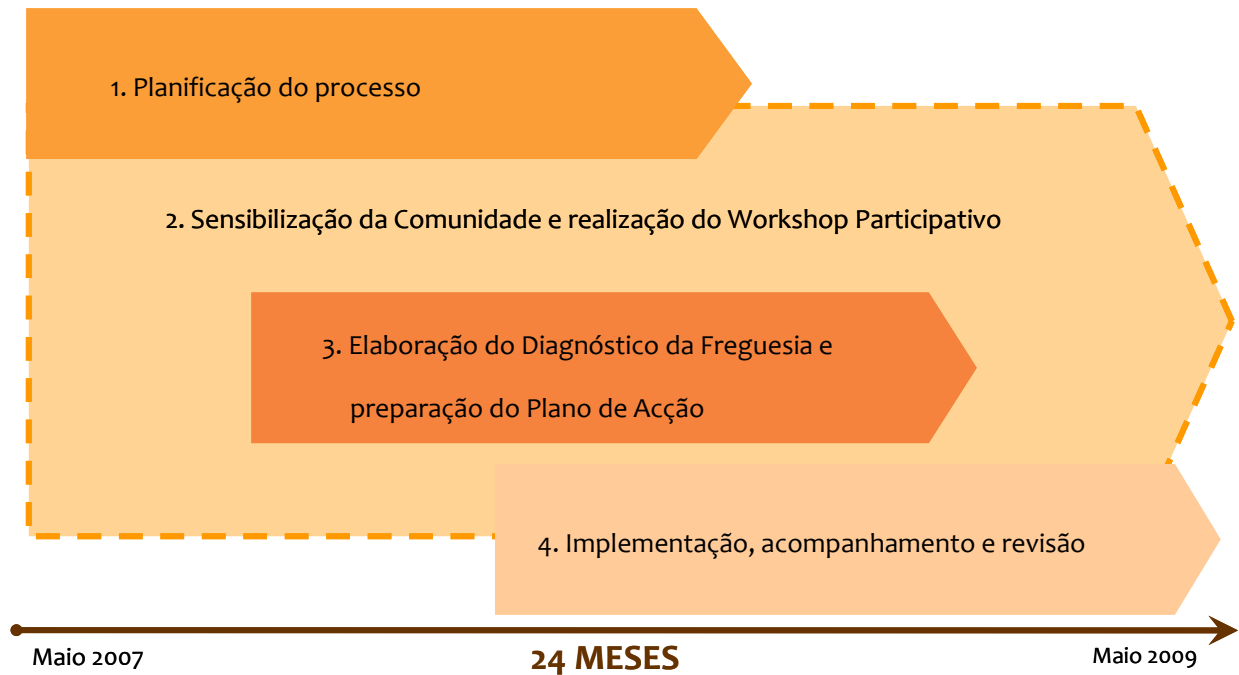 1. Planificação do processo
2. Sensibilização da Comunidade e realização do Workshop Participativo
3. Elaboração do Diagnóstico da Freguesia e
preparação do Plano de Acção
4. Implementação, acompanhamento e revisão
Maio 2007
24 MESES
Maio 2009